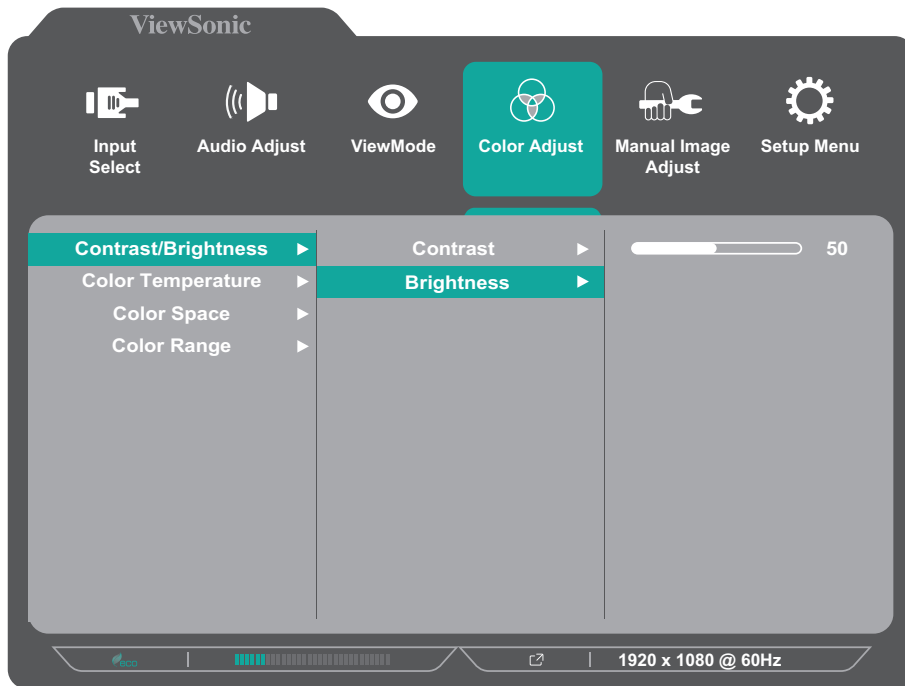 ViewSonic
Input
Select
Audio Adjust
ViewMode
Color Adjust
Manual Image
Adjust
Setup Menu
Contrast/Brightness
Color Temperature
Color Space
Color Range
Contrast
Brightness
50
eco
1920 x 1080 @ 60Hz